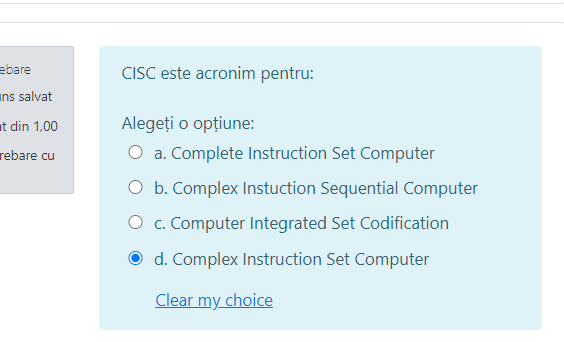 ebare
ns salvat
t din 1,00
rebare cu
CISC este acronim pentru:
Alegeți o opțiune:
a. Complete Instruction Set Computer
b. Complex Instuction Sequential Computer
c. Computer Integrated Set Codification
d. Complex Instruction Set Computer
Clear my choice